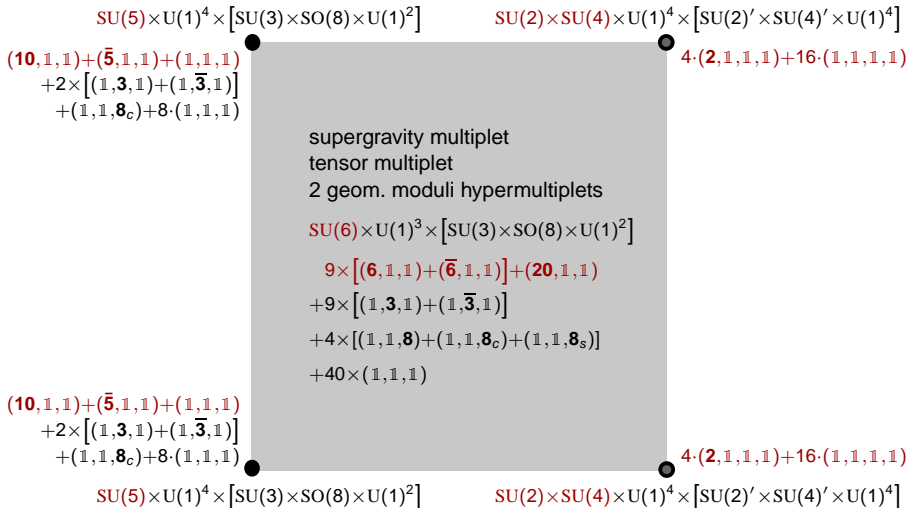 SU(5)×U(1)⁴×[SU(3)×SO(8)×U(1)²]
SU(2)×SU(4)×U(1)⁴×[SU(2)′×SU(4)′×U(1)⁴]
(10,𝟙,𝟙)+(5̄,𝟙,𝟙)+(𝟙,𝟙,𝟙)
+2×[(𝟙,3,𝟙)+(𝟙,3̄,𝟙)]
+(𝟙,𝟙,8c)+8·(𝟙,𝟙,𝟙)
4·(2,𝟙,𝟙,𝟙)+16·(𝟙,𝟙,𝟙,𝟙)
supergravity multiplet
tensor multiplet
2 geom. moduli hypermultiplets
SU(6)×U(1)³×[SU(3)×SO(8)×U(1)²]
9×[(6,𝟙,𝟙)+(6̄,𝟙,𝟙)]+(20,𝟙,𝟙)
+9×[(𝟙,3,𝟙)+(𝟙,3̄,𝟙)]
+4×[(𝟙,𝟙,8)+(𝟙,𝟙,8c)+(𝟙,𝟙,8s)]
+40×(𝟙,𝟙,𝟙)
(10,𝟙,𝟙)+(5̄,𝟙,𝟙)+(𝟙,𝟙,𝟙)
+2×[(𝟙,3,𝟙)+(𝟙,3̄,𝟙)]
+(𝟙,𝟙,8c)+8·(𝟙,𝟙,𝟙)
4·(2,𝟙,𝟙,𝟙)+16·(𝟙,𝟙,𝟙,𝟙)
SU(5)×U(1)⁴×[SU(3)×SO(8)×U(1)²]
SU(2)×SU(4)×U(1)⁴×[SU(2)′×SU(4)′×U(1)⁴]